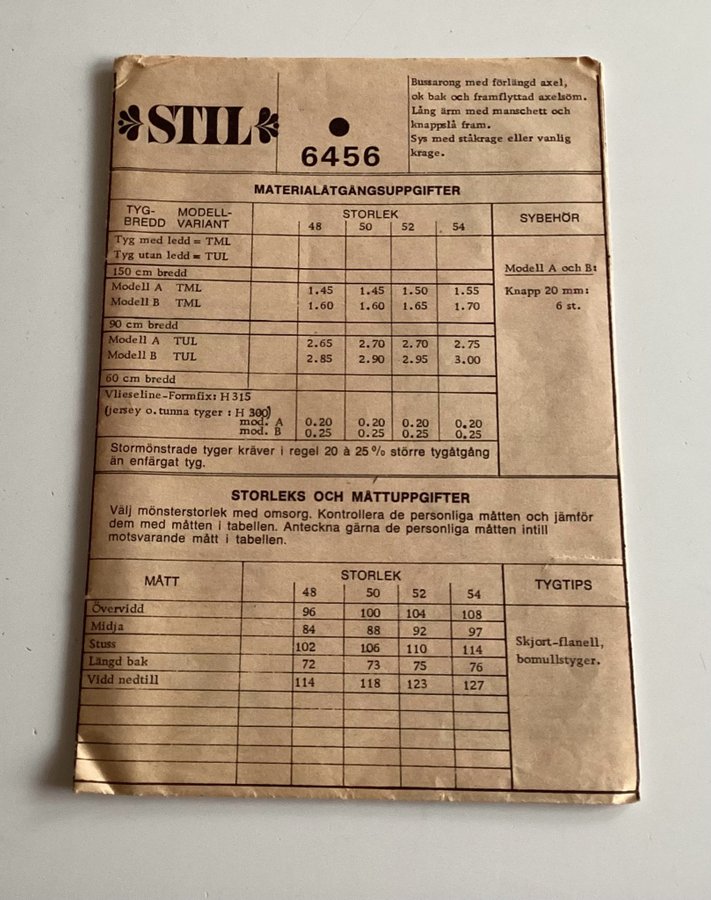 STIL
6456
Bussarong med förlängd axel,
ok bak och framflyttad axelsöm.
Lång ärm med manschett och
knappslå fram.
Sys med ståkrage eller vanlig
krage.
MATERIALÅTGÅNGSUPPGIFTER
TYG- MODELL- STORLEK SYBEHÖR
BREDD VARIANT 48 50 52 54
Tyg med ledd = TML
Tyg utan ledd = TUL
150 cm bredd
Modell A TML 1.45 1.45 1.50 1.55
Modell B TML 1.60 1.60 1.65 1.70
90 cm bredd
Modell A TUL 2.65 2.70 2.70 2.75
Modell B TUL 2.85 2.90 2.95 3.00
60 cm bredd
Vlieseline-Formfix: H 315
(jersey o. tunna tyger : H 300)
mod. A 0.20 0.20 0.20 0.20
mod. B 0.25 0.25 0.25 0.25
Modell A och B:
Knapp 20 mm:
6 st.
Stormönstrade tyger kräver i regel 20 à 25 % större tygåtgång
än enfärgat tyg.
STORLEKS OCH MÅTTUPPGIFTER
Välj mönsterstorlek med omsorg. Kontrollera de personliga måtten och jämför
dem med måtten i tabellen. Anteckna gärna de personliga måtten intill
motsvarande mått i tabellen.
MÅTT STORLEK TYGTIPS
48 50 52 54
Övervidd 96 100 104 108
Midja 84 88 92 97
Stuss 102 106 110 114
Längd bak 72 73 75 76
Vidd nedtill 114 118 123 127
Skjort-flanell,
bomullstyger.